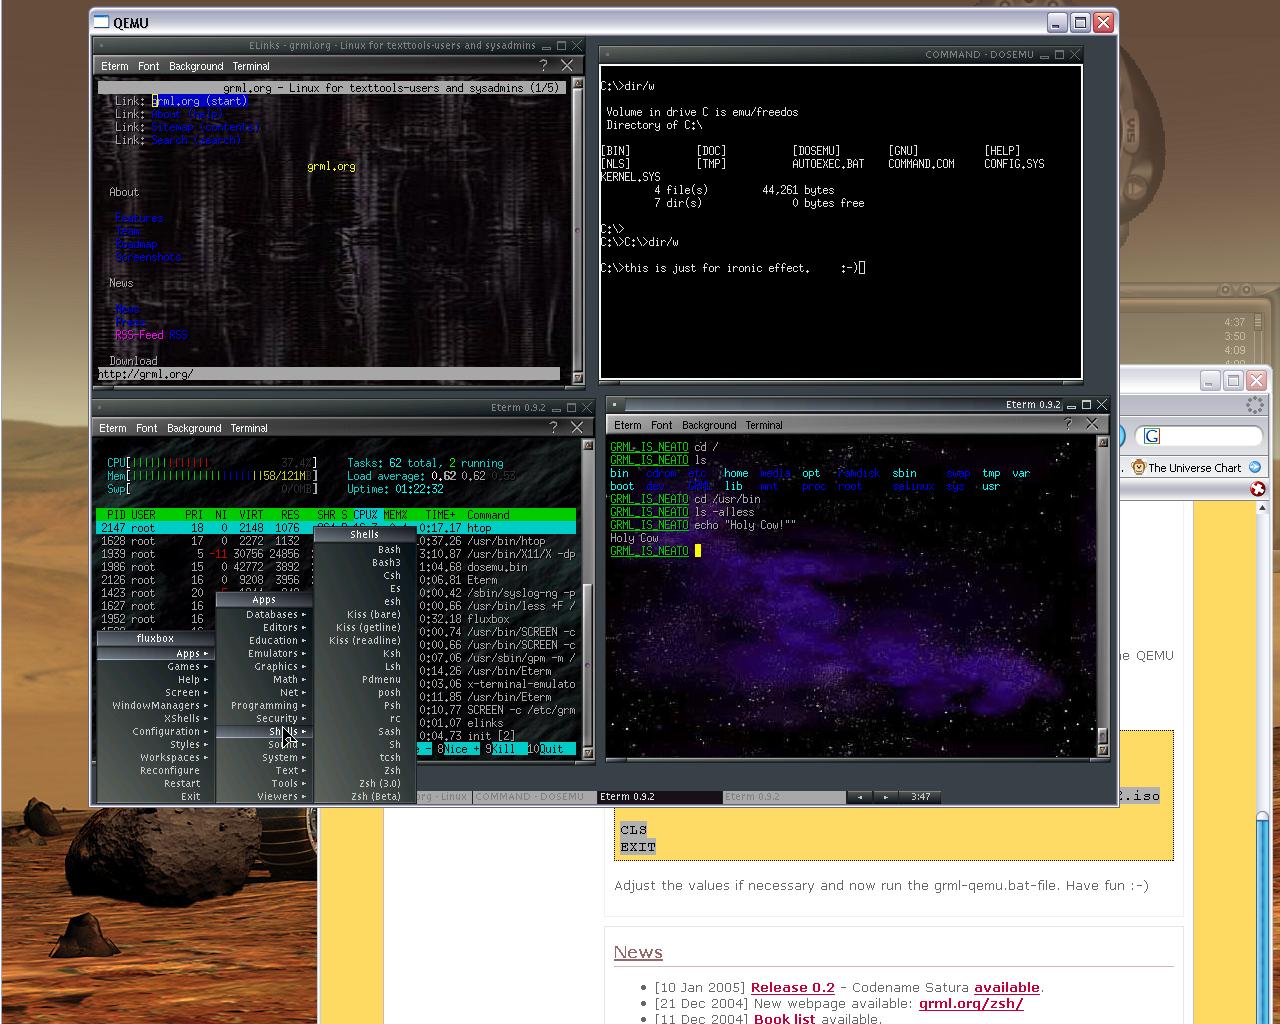 QEMU
ELinks - grml.org - Linux for texttools-users and sysadmins
Eterm Font Background Terminal ?
grml.org - Linux for texttools-users and sysadmins (1/5)
Link: grml.org (start)
Link: About (help)
Link: Sitemap (contents)
Link: Search (search)
grml.org
About
Features
Team
Roadmap
Screenshots
News
News
Press
RSS-Feed RSS
Download
http://grml.org/
COMMAND - DOSEMU
C:\>dir/w
Volume in drive C is emu/freedos
Directory of C:\
[BIN] [DOC] [DOSEMU] [GNU] [HELP]
[NLS] [TMP] AUTOEXEC.BAT COMMAND.COM CONFIG.SYS
KERNEL.SYS
4 file(s) 44,261 bytes
7 dir(s) 0 bytes free
C:\>
C:\>C:\>dir/w
C:\>this is just for ironic effect. :-)
VIS
4:37
3:50
4:09
G
The Universe Chart
Eterm 0.9.2
Eterm Font Background Terminal ?
CPU[||||||||||||||||| 37.4%]
Tasks: 62 total, 2 running
Mem[|||||||||||||||||||||||||58/121MB]
Load average: 0.62 0.62 0.53
Swp[ 0/0MB]
Uptime: 01:22:32
PID USER PRI NI VIRT RES SHR S CPU% MEM% TIME+ Command
2147 root 18 0 2148 1076 0:17.17 htop
1628 root 17 0 2272 1132 0:37.26 /usr/bin/htop
1939 root 5 -11 30756 24856 3:10.87 /usr/bin/X11/X -dp
1986 root 15 0 42772 3892 1:04.68 dosemu.bin
2126 root 16 0 9208 3956 0:06.81 Eterm
1423 root 20 0:00.42 /sbin/syslog-ng -p
1627 root 16 0:00.66 /usr/bin/less +F /
1952 root 16 0:32.18 fluxbox
0:00.74 /usr/bin/SCREEN -c
0:00.66 /usr/bin/SCREEN -c
0:07.06 /usr/sbin/gpm -m /
0:14.26 /usr/bin/Eterm
0:03.06 x-terminal-emulato
0:11.85 /usr/bin/Eterm
0:10.77 SCREEN -c /etc/grm
0:01.07 elinks
0:04.73 init [2]
e - 8Nice + 9Kill 10Quit
fluxbox
Apps
Games
Help
Screen
WindowManagers
XShells
Configuration
Styles
Workspaces
Reconfigure
Restart
Exit
Apps
Databases
Editors
Education
Emulators
Graphics
Math
Net
Programming
Security
Shells
Sound
System
Text
Tools
Viewers
Shells
Bash
Bash3
Csh
Es
esh
Kiss (bare)
Kiss (getline)
Kiss (readline)
Ksh
Lsh
Pdmenu
posh
Psh
rc
Sash
Sh
tcsh
Zsh
Zsh (3.0)
Zsh (Beta)
Eterm 0.9.2
Eterm Font Background Terminal ?
GRML_IS_NEATO cd /
GRML_IS_NEATO ls
bin cdrom etc home media opt ramdisk sbin swap tmp var
boot dev GRML lib mnt proc root selinux sys usr
GRML_IS_NEATO cd /usr/bin
GRML_IS_NEATO ls -alless
GRML_IS_NEATO echo "Holy Cow!""
Holy Cow
GRML_IS_NEATO
org - Linux COMMAND - DOSEMU Eterm 0.9.2 Eterm 0.9.2 3:47
e QEMU
2.iso
CLS
EXIT
Adjust the values if necessary and now run the grml-qemu.bat-file. Have fun :-)
News
• [10 Jan 2005] Release 0.2 - Codename Satura available.
• [21 Dec 2004] New webpage available: grml.org/zsh/
• [11 Dec 2004] Book list available.